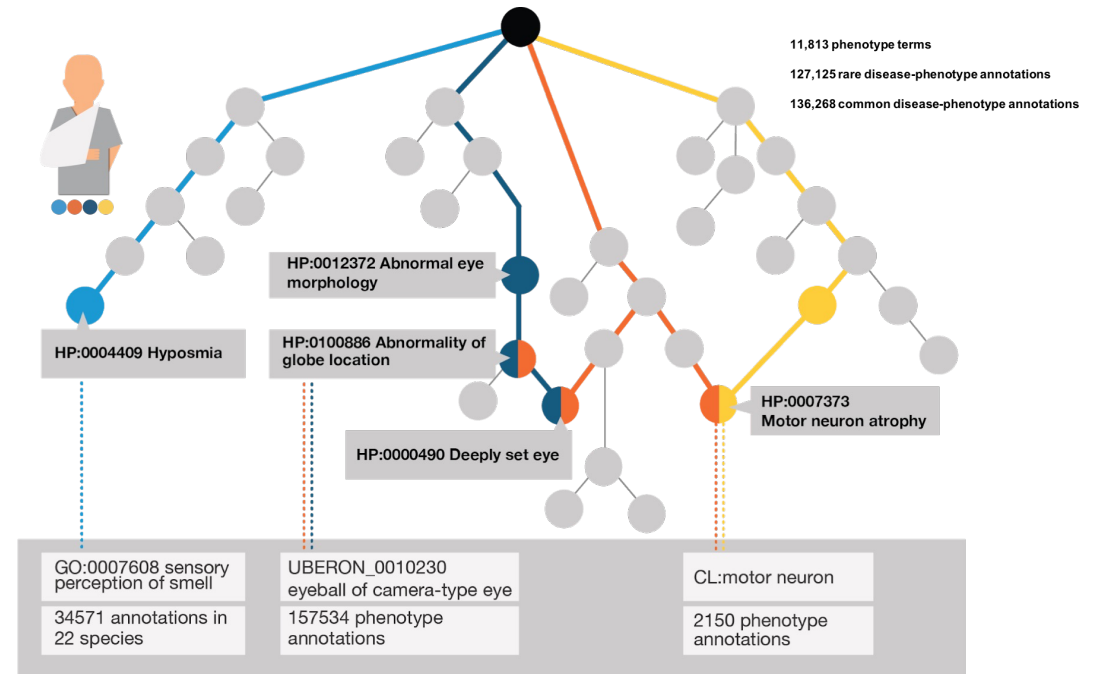 11,813 phenotype terms
127,125 rare disease-phenotype annotations
136,268 common disease-phenotype annotations
HP:0012372 Abnormal eye
morphology
HP:0004409 Hyposmia
HP:0100886 Abnormality of
globe location
HP:0007373
Motor neuron atrophy
HP:0000490 Deeply set eye
GO:0007608 sensory
perception of smell
34571 annotations in
22 species
UBERON_0010230
eyeball of camera-type eye
157534 phenotype
annotations
CL:motor neuron
2150 phenotype
annotations